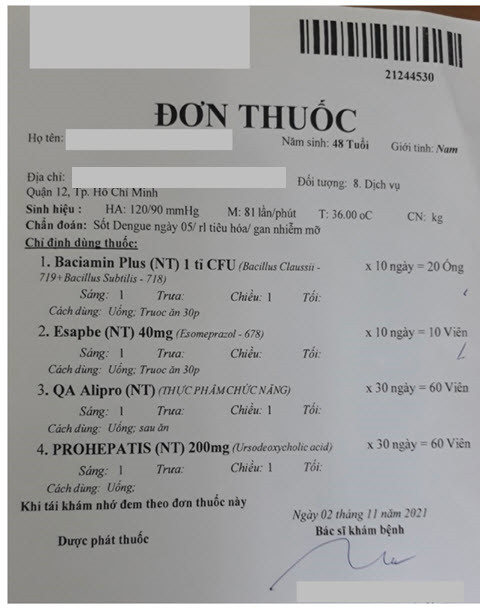 21244530
ĐƠN THUỐC
Họ tên:
Năm sinh: 48 Tuổi Giới tính: Nam
Địa chỉ:
Đối tượng: 8. Dịch vụ
Quận 12, Tp. Hồ Chí Minh
Sinh hiệu : HA: 120/90 mmHg M: 81 lần/phút T: 36.00 oC CN: kg
Chẩn đoán: Sốt Dengue ngày 05/ rl tiêu hóa/ gan nhiễm mỡ
Chỉ định dùng thuốc:
1. Baciamin Plus (NT) 1 tỉ CFU (Bacillus Claussii - x 10 ngày = 20 Ống
719+Bacillus Subtilis - 718)
Sáng: 1 Trưa: Chiều: 1 Tối:
Cách dùng: Uống; Truoc ăn 30p
2. Esapbe (NT) 40mg (Esomeprazol - 678) x 10 ngày = 10 Viên
Sáng: 1 Trưa: Chiều: Tối:
Cách dùng: Uống; Truoc ăn 30p
3. QA Alipro (NT) (THỰC PHẨM CHỨC NĂNG) x 30 ngày = 60 Viên
Sáng: 1 Trưa: Chiều: 1 Tối:
Cách dùng: Uống; sau ăn
4. PROHEPATIS (NT) 200mg (Ursodeoxycholic acid) x 30 ngày = 60 Viên
Sáng: 1 Trưa: Chiều: 1 Tối:
Cách dùng: Uống;
Khi tái khám nhớ đem theo đơn thuốc này
Ngày 02 tháng 11 năm 2021
Dược phát thuốc Bác sĩ khám bệnh